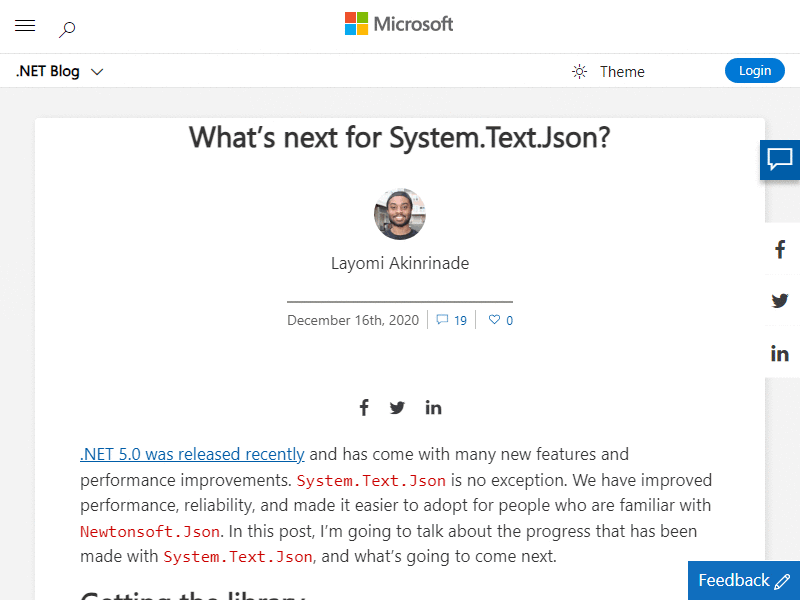 Microsoft
.NET Blog
Theme
Login
What's next for System.Text.Json?
Layomi Akinrinade
December 16th, 2020
19
0
.NET 5.0 was released recently and has come with many new features and
performance improvements. System.Text.Json is no exception. We have improved
performance, reliability, and made it easier to adopt for people who are familiar with
Newtonsoft.Json. In this post, I'm going to talk about the progress that has been
made with System.Text.Json, and what's going to come next.
Getting the library
Feedback